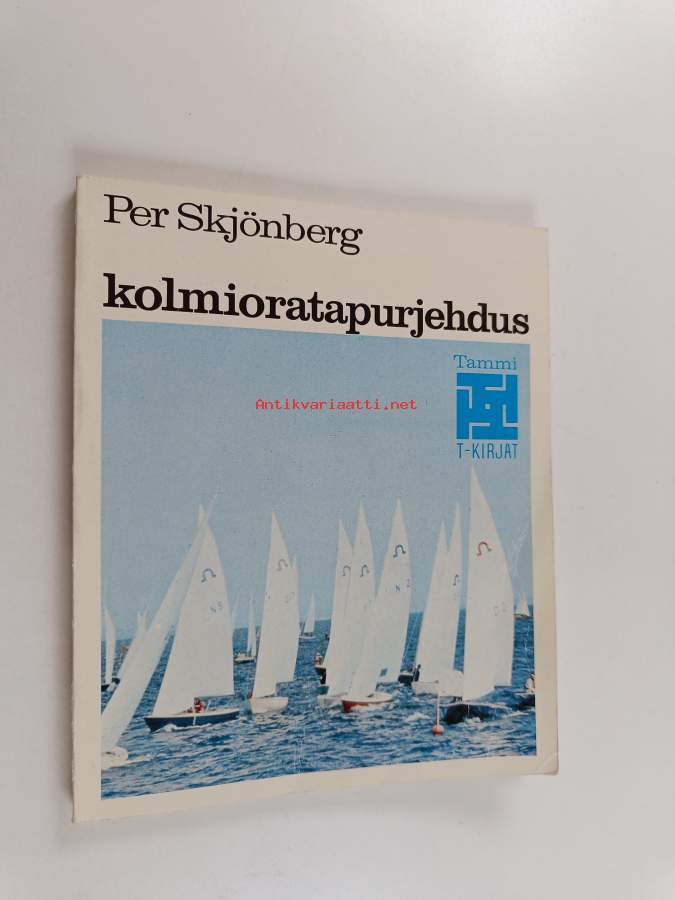 Per Skjönberg
kolmioratapurjehdus
Tammi
T-KIRJAT
Antikvariaatti.net